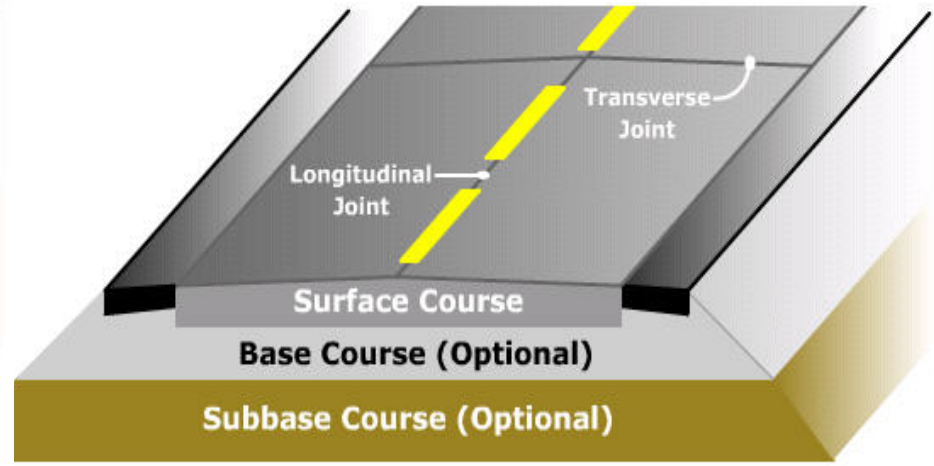 Transverse
Joint
Longitudinal
Joint
Surface Course
Base Course (Optional)
Subbase Course (Optional)